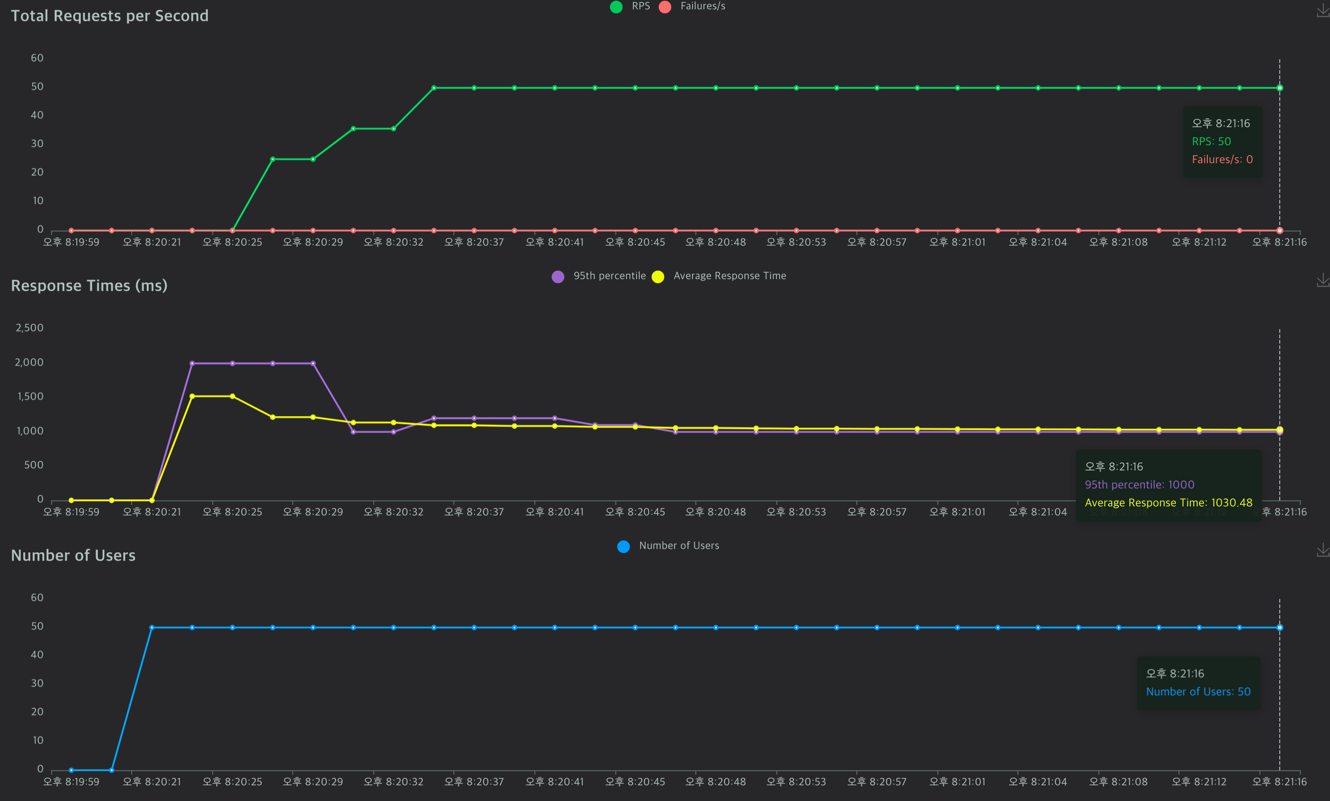 Total Requests per Second
RPS Failures/s
60
50
40
30
20
10
0
오후 8:21:16
RPS: 50
Failures/s: 0
오후 8:19:59 오후 8:20:21 오후 8:20:25 오후 8:20:29 오후 8:20:32 오후 8:20:37 오후 8:20:41 오후 8:20:45 오후 8:20:48 오후 8:20:53 오후 8:20:57 오후 8:21:01 오후 8:21:04 오후 8:21:08 오후 8:21:12 오후 8:21:16
Response Times (ms)
95th percentile Average Response Time
2,500
2,000
1,500
1,000
500
0
오후 8:21:16
95th percentile: 1000
Average Response Time: 1030.48
오후 8:19:59 오후 8:20:21 오후 8:20:25 오후 8:20:29 오후 8:20:32 오후 8:20:37 오후 8:20:41 오후 8:20:45 오후 8:20:48 오후 8:20:53 오후 8:20:57 오후 8:21:01 오후 8:21:04 후 8:21:16
Number of Users
Number of Users
60
50
40
30
20
10
0
오후 8:21:16
Number of Users: 50
오후 8:19:59 오후 8:20:21 오후 8:20:25 오후 8:20:29 오후 8:20:32 오후 8:20:37 오후 8:20:41 오후 8:20:45 오후 8:20:48 오후 8:20:53 오후 8:20:57 오후 8:21:01 오후 8:21:04 오후 8:21:08 오후 8:21:12 오후 8:21:16